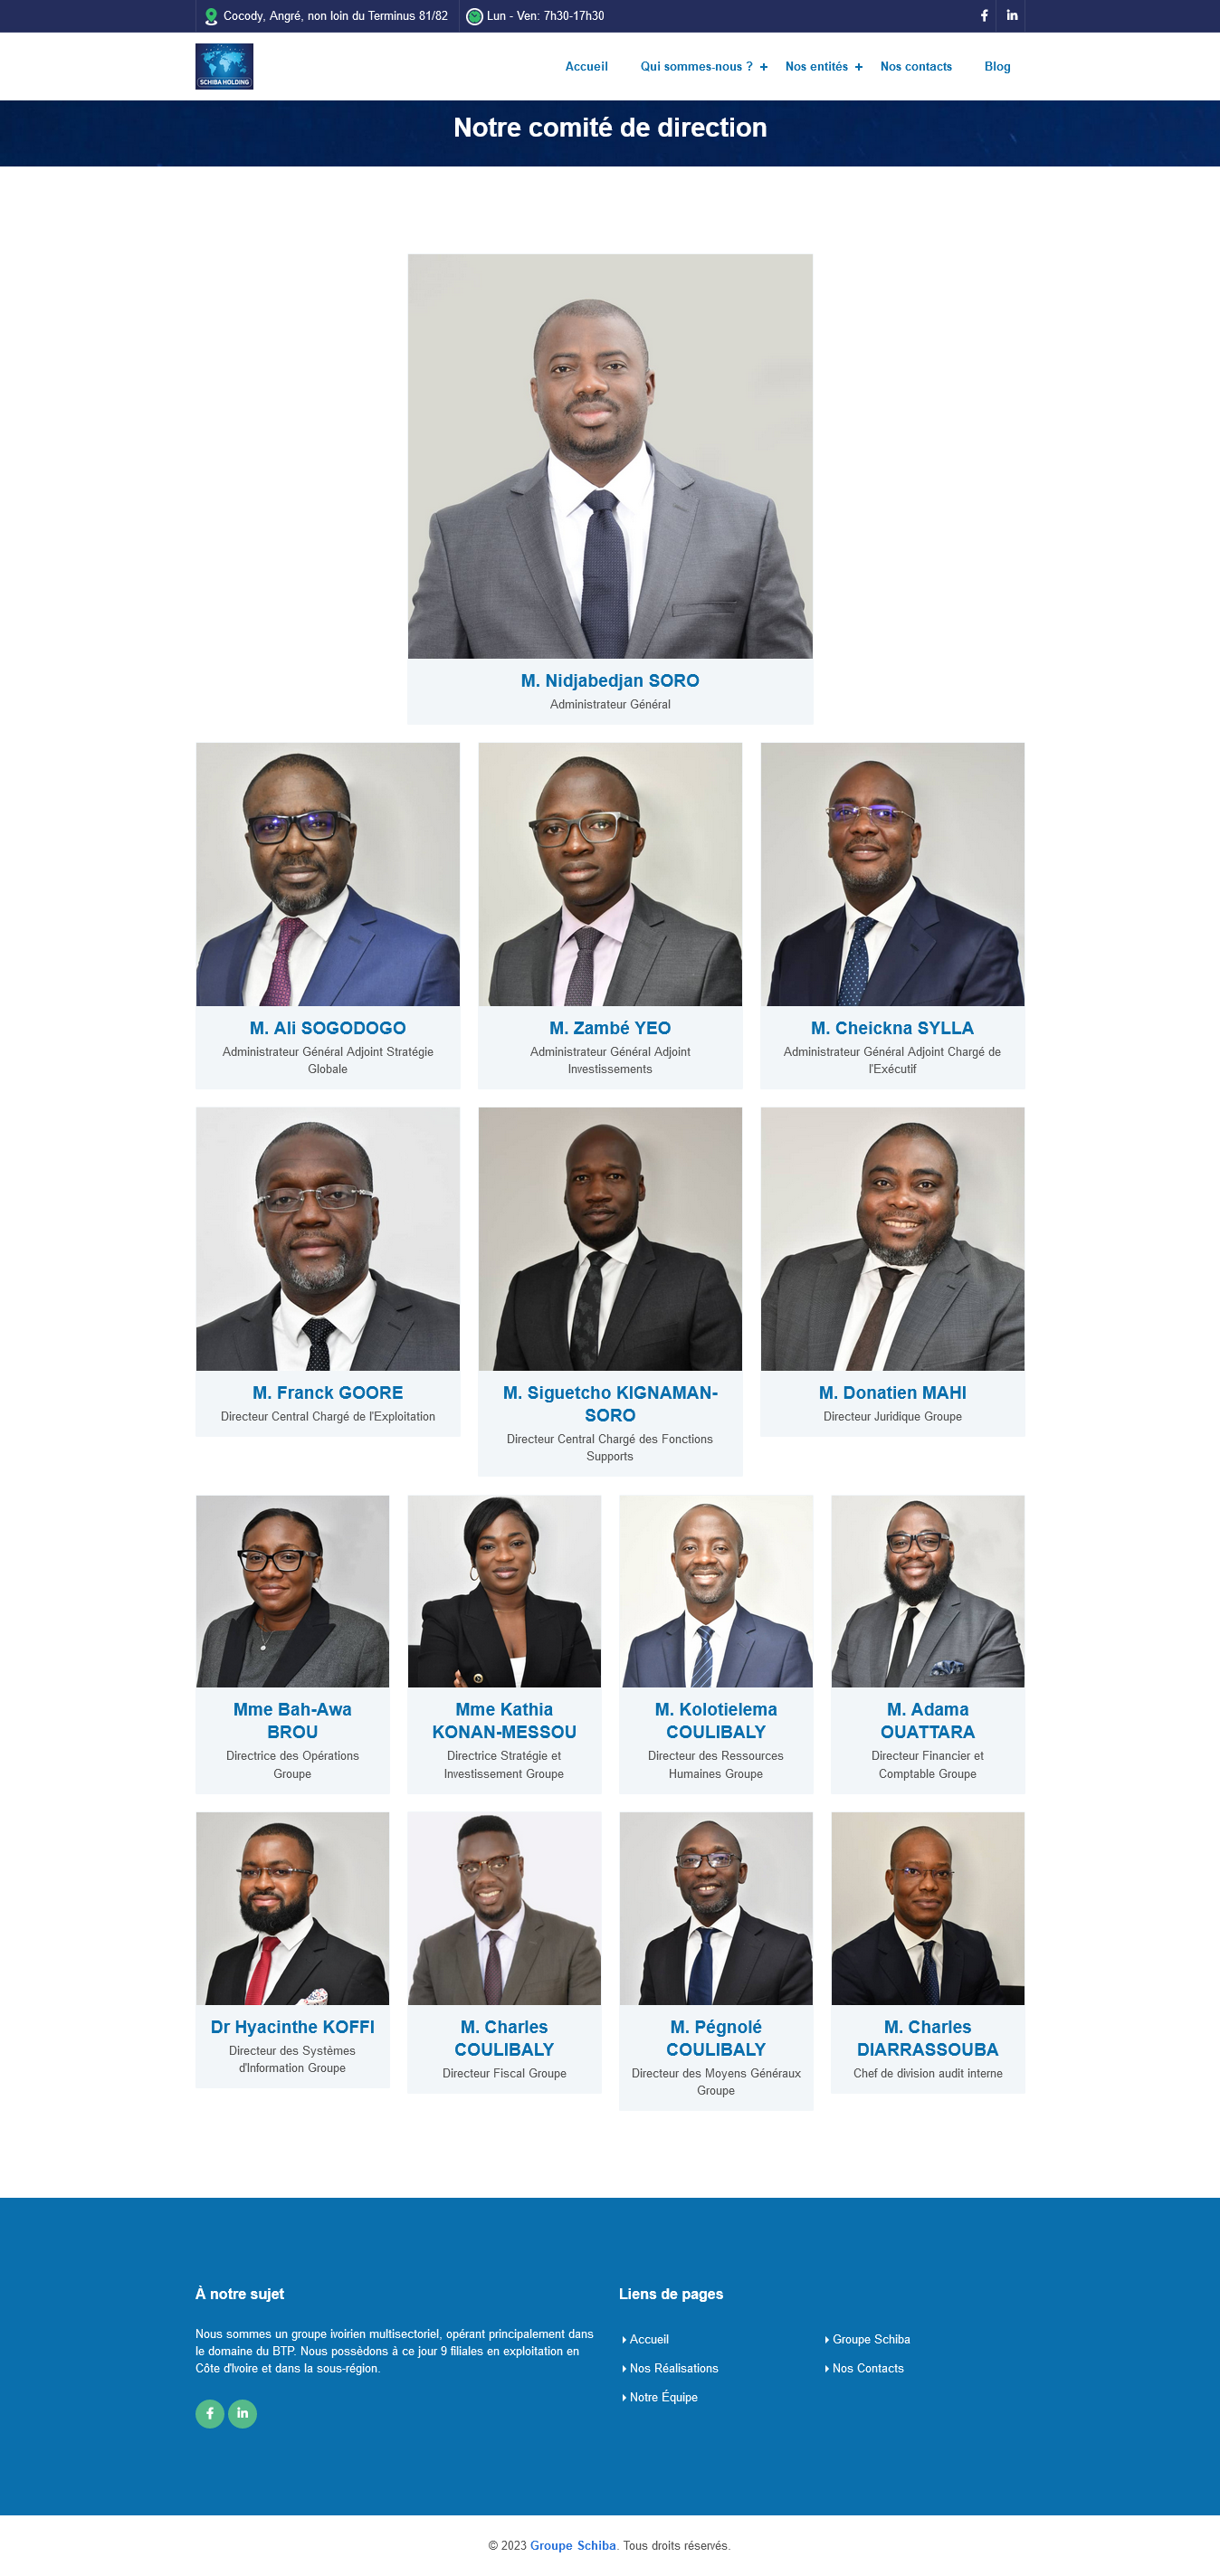 Cocody, Angré, non loin du Terminus 81/82
Lun - Ven: 7h30-17h30
SCHIBA HOLDING
Accueil
Qui sommes-nous ?
Nos entités
Nos contacts
Blog
Notre comité de direction
M. Nidjabedjan SORO
Administrateur Général
M. Ali SOGODOGO
Administrateur Général Adjoint Stratégie
Globale
M. Zambé YEO
Administrateur Général Adjoint
Investissements
M. Cheickna SYLLA
Administrateur Général Adjoint Chargé de
l'Exécutif
M. Franck GOORE
Directeur Central Chargé de l'Exploitation
M. Siguetcho KIGNAMAN-
SORO
Directeur Central Chargé des Fonctions
Supports
M. Donatien MAHI
Directeur Juridique Groupe
Mme Bah-Awa
BROU
Directrice des Opérations
Groupe
Mme Kathia
KONAN-MESSOU
Directrice Stratégie et
Investissement Groupe
M. Kolotielema
COULIBALY
Directeur des Ressources
Humaines Groupe
M. Adama
OUATTARA
Directeur Financier et
Comptable Groupe
Dr Hyacinthe KOFFI
Directeur des Systèmes
d'Information Groupe
M. Charles
COULIBALY
Directeur Fiscal Groupe
M. Pégnolé
COULIBALY
Directeur des Moyens Généraux
Groupe
M. Charles
DIARRASSOUBA
Chef de division audit interne
À notre sujet
Nous sommes un groupe ivoirien multisectoriel, opérant principalement dans
le domaine du BTP. Nous possèdons à ce jour 9 filiales en exploitation en
Côte d'Ivoire et dans la sous-région.
Liens de pages
Accueil
Groupe Schiba
Nos Réalisations
Nos Contacts
Notre Équipe
© 2023 Groupe Schiba. Tous droits réservés.